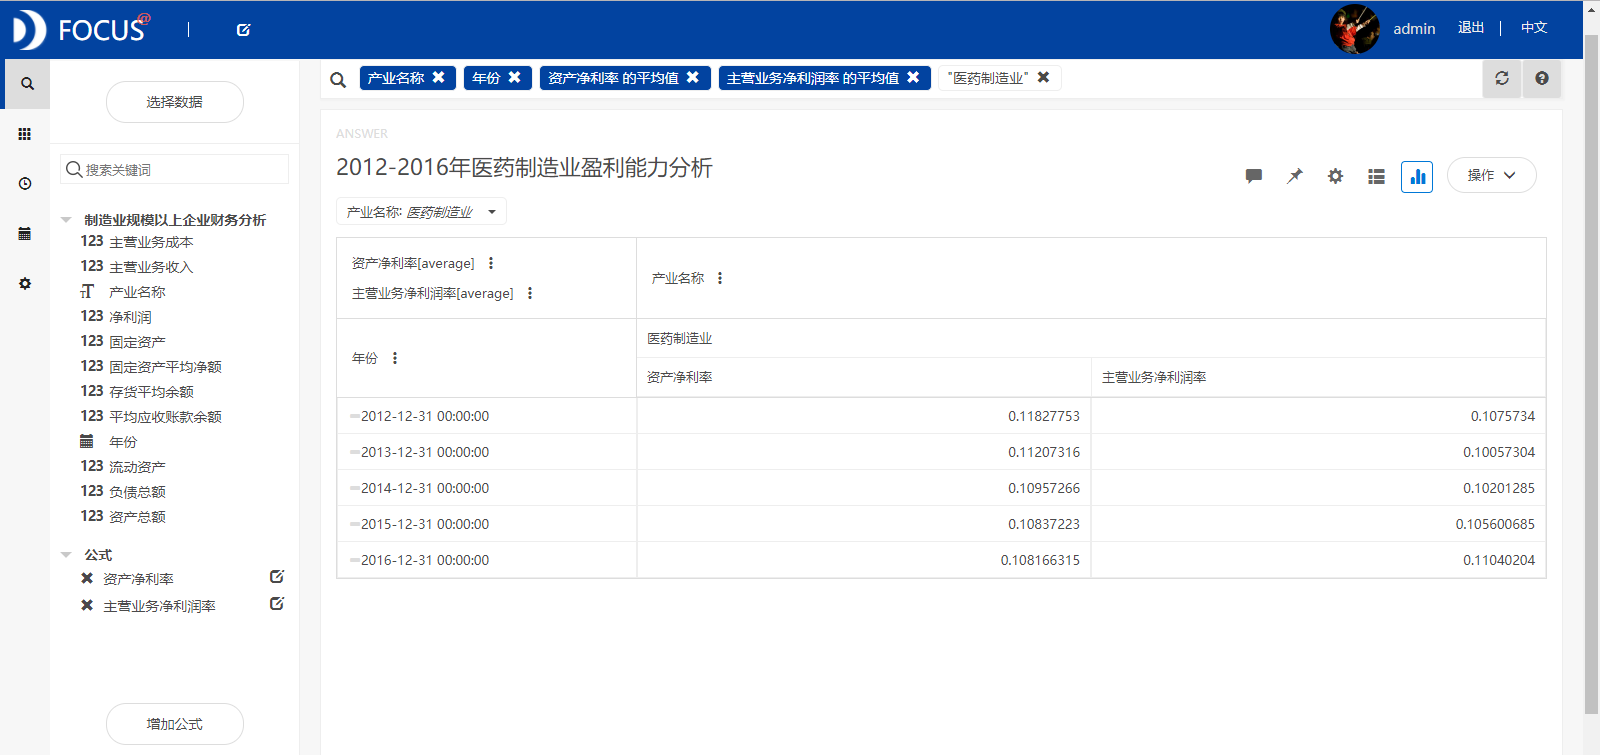 FOCUS@
admin 退出 中文
产业名称 年份 资产净利率 的平均值 主营业务净利润率 的平均值 "医药制造业"
选择数据
搜索关键词
制造业规模以上企业财务分析
123 主营业务成本
123 主营业务收入
产业名称
123 净利润
123 固定资产
123 固定资产平均净额
123 存货平均余额
123 平均应收账款余额
年份
123 流动资产
123 负债总额
123 资产总额
公式
资产净利率
主营业务净利润率
增加公式
ANSWER
2012-2016年医药制造业盈利能力分析
操作
产业名称: 医药制造业
资产净利率[average]
主营业务净利润率[average]
产业名称
年份
医药制造业
资产净利率 主营业务净利润率
2012-12-31 00:00:00 0.11827753 0.1075734
2013-12-31 00:00:00 0.11207316 0.10057304
2014-12-31 00:00:00 0.10957266 0.10201285
2015-12-31 00:00:00 0.10837223 0.105600685
2016-12-31 00:00:00 0.108166315 0.11040204